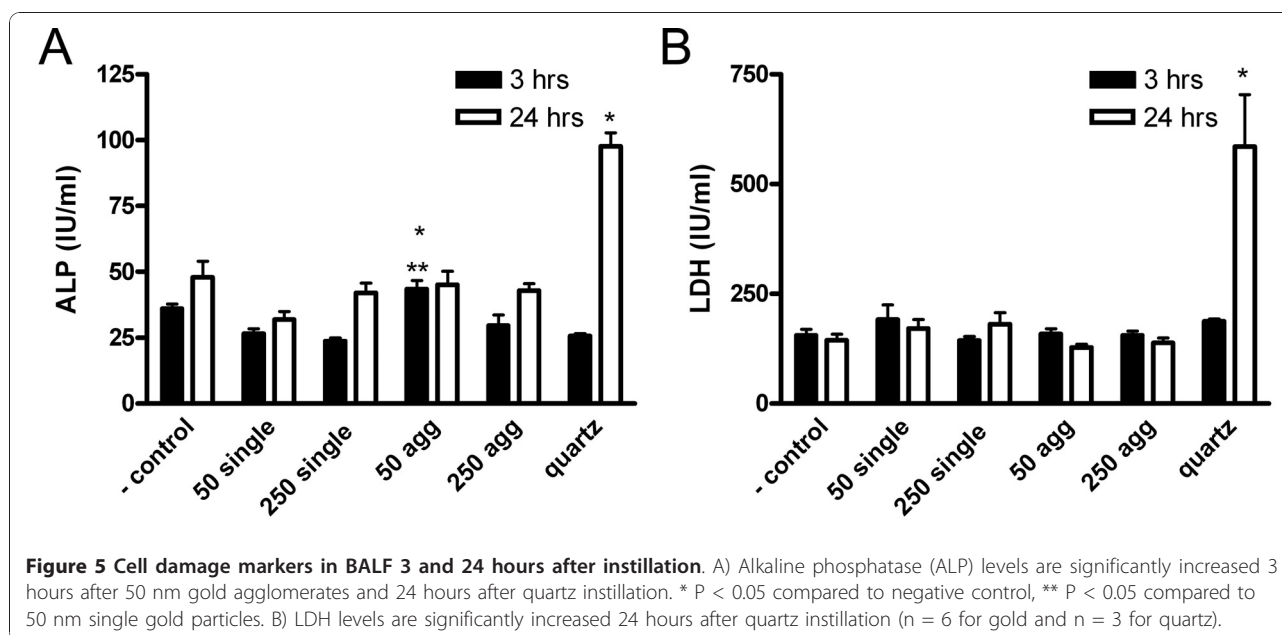 A
125
100
75
50
25
0
ALP (IU/ml)
3 hrs
24 hrs
*
**
*
- control
50 single
250 single
50 agg
250 agg
quartz
B
750
500
250
0
LDH (IU/ml)
3 hrs
24 hrs
*
- control
50 single
250 single
50 agg
250 agg
quartz
Figure 5 Cell damage markers in BALF 3 and 24 hours after instillation. A) Alkaline phosphatase (ALP) levels are significantly increased 3
hours after 50 nm gold agglomerates and 24 hours after quartz instillation. * P < 0.05 compared to negative control, ** P < 0.05 compared to
50 nm single gold particles. B) LDH levels are significantly increased 24 hours after quartz instillation (n = 6 for gold and n = 3 for quartz).